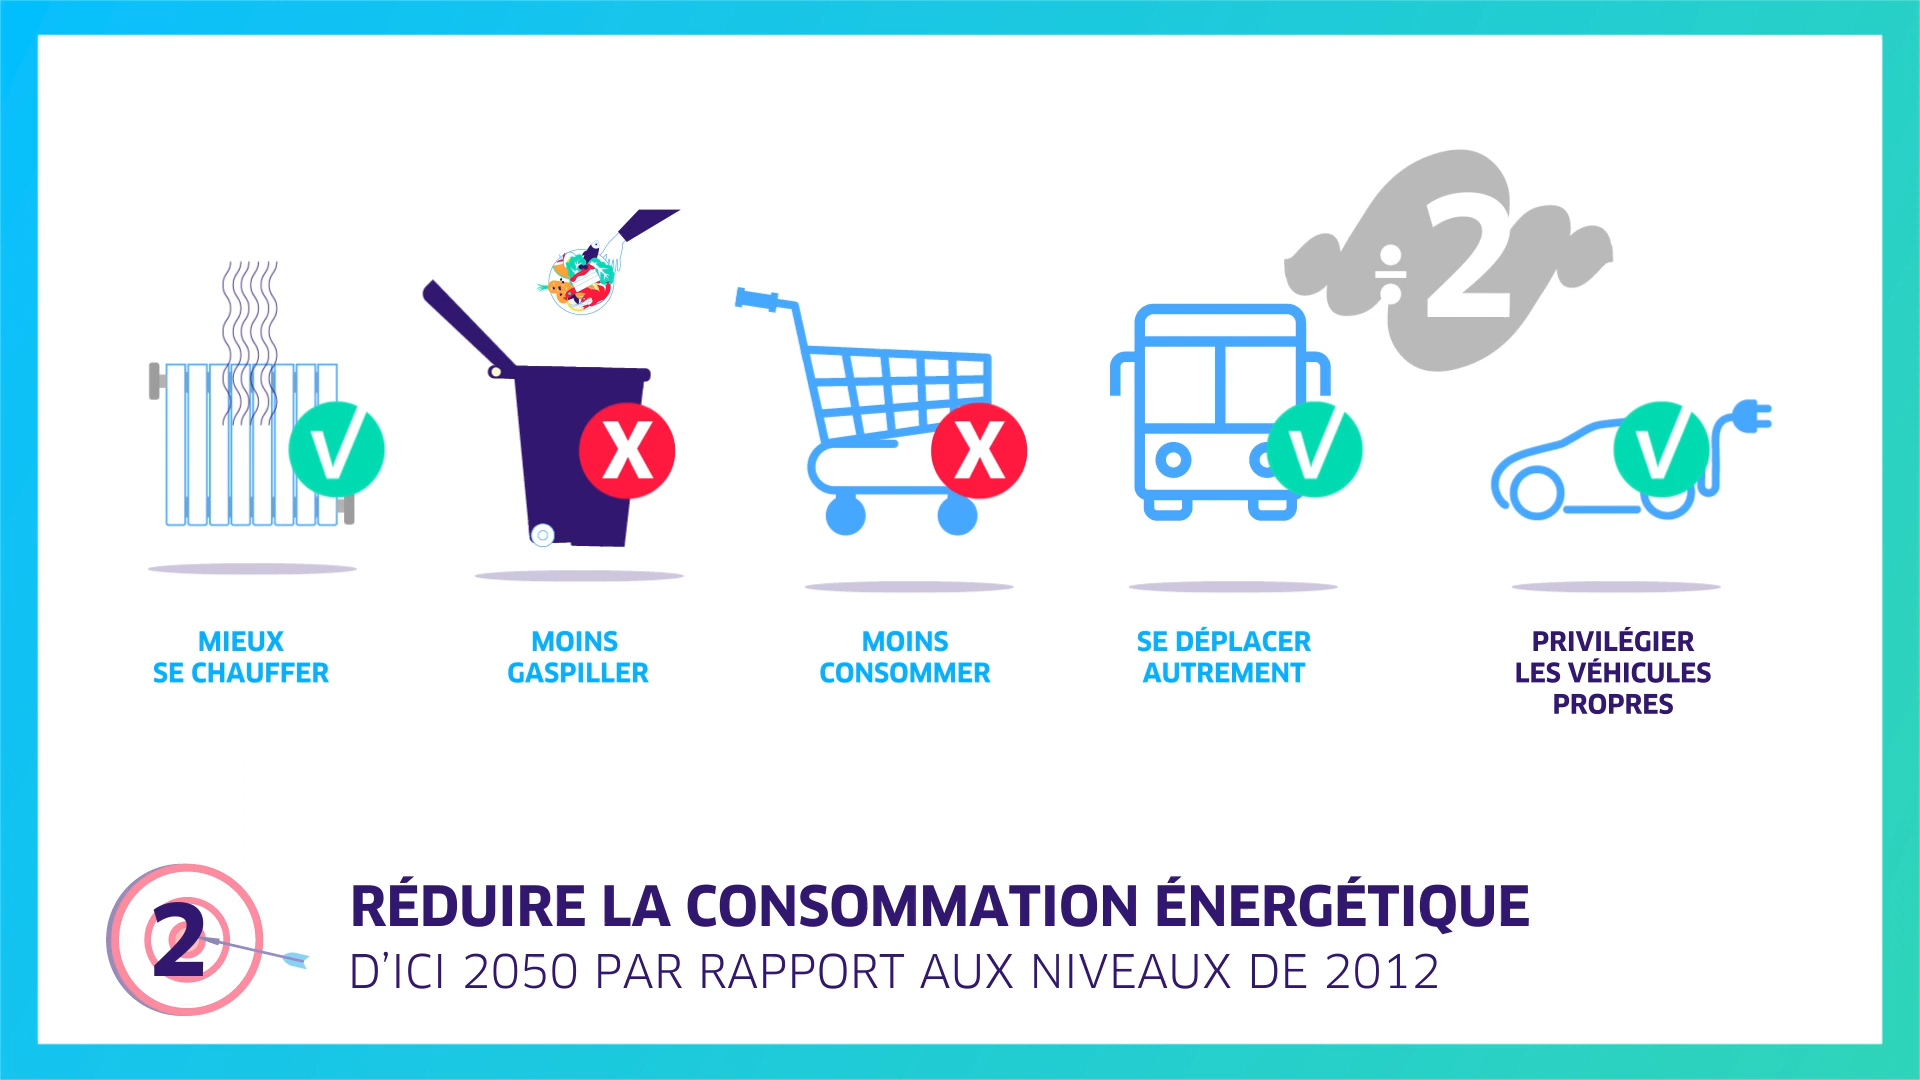 ÷2
V
X
X
V
V
MIEUX
SE CHAUFFER
MOINS
GASPILLER
MOINS
CONSOMMER
SE DÉPLACER
AUTREMENT
PRIVILÉGIER
LES VÉHICULES
PROPRES
2
RÉDUIRE LA CONSOMMATION ÉNERGÉTIQUE
D’ICI 2050 PAR RAPPORT AUX NIVEAUX DE 2012